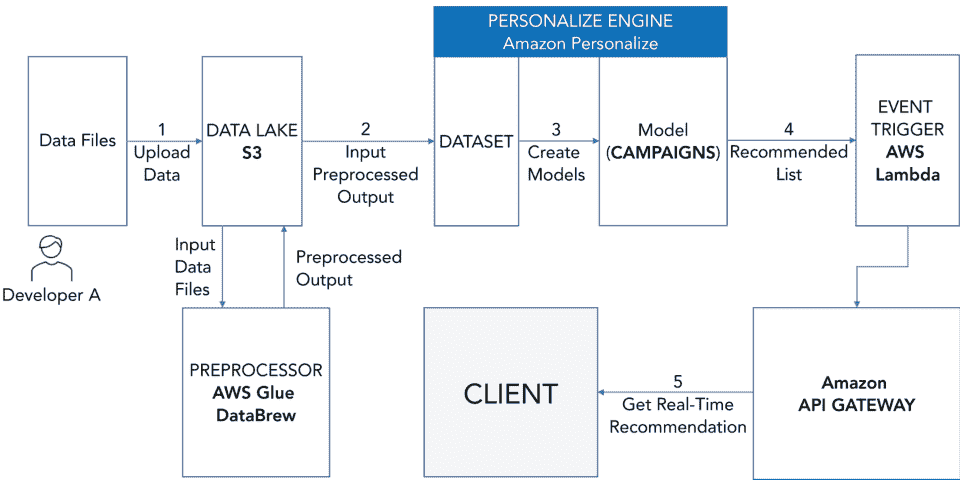 PERSONALIZE ENGINE
Amazon Personalize
Data Files
1
Upload
Data
DATA LAKE
S3
2
Input
Preprocessed
Output
DATASET
3
Create
Models
Model
(CAMPAIGNS)
4
Recommended
List
EVENT
TRIGGER
AWS
Lambda
Developer A
Input
Data
Files
Preprocessed
Output
PREPROCESSOR
AWS Glue
DataBrew
CLIENT
5
Get Real-Time
Recommendation
Amazon
API GATEWAY